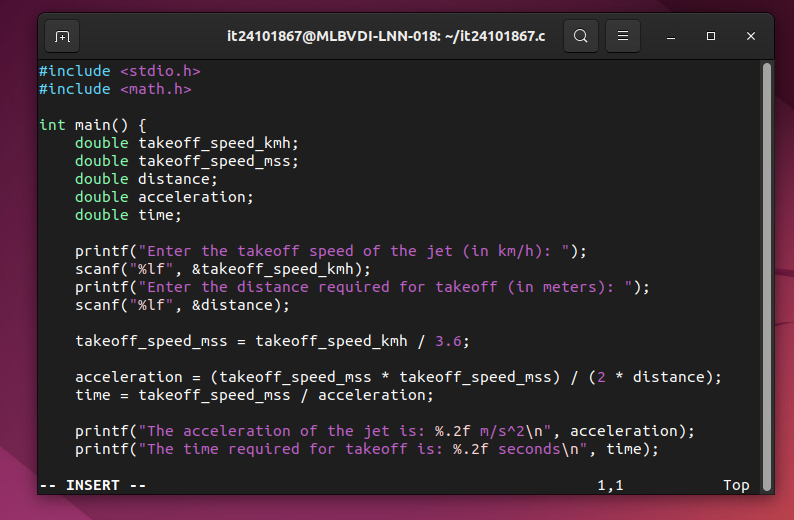 it24101867@MLBVDI-LNN-018: ~/it24101867.c
#include <stdio.h>
#include <math.h>
int main() {
    double takeoff_speed_kmh;
    double takeoff_speed_mss;
    double distance;
    double acceleration;
    double time;
    printf("Enter the takeoff speed of the jet (in km/h): ");
    scanf("%lf", &takeoff_speed_kmh);
    printf("Enter the distance required for takeoff (in meters): ");
    scanf("%lf", &distance);
    takeoff_speed_mss = takeoff_speed_kmh / 3.6;
    acceleration = (takeoff_speed_mss * takeoff_speed_mss) / (2 * distance);
    time = takeoff_speed_mss / acceleration;
    printf("The acceleration of the jet is: %.2f m/s^2\n", acceleration);
    printf("The time required for takeoff is: %.2f seconds\n", time);
-- INSERT -- 1,1 Top